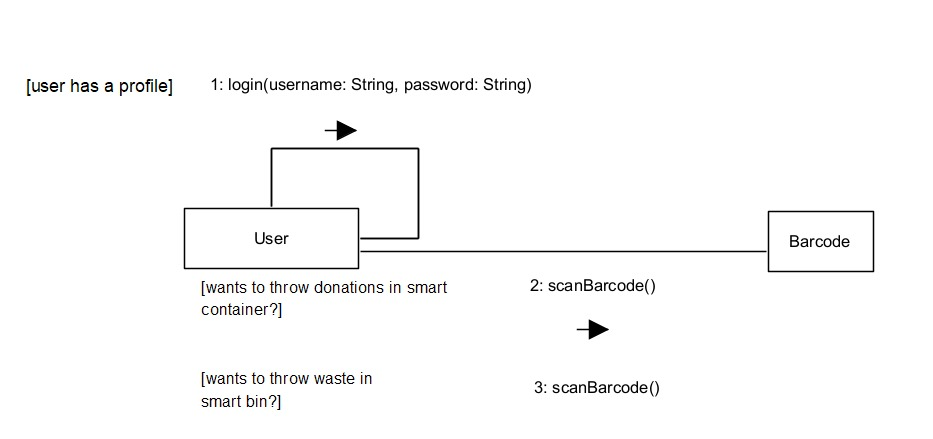 [user has a profile] 1: login(username: String, password: String)
User
Barcode
[wants to throw donations in smart
container?]
2: scanBarcode()
[wants to throw waste in
smart bin?]
3: scanBarcode()